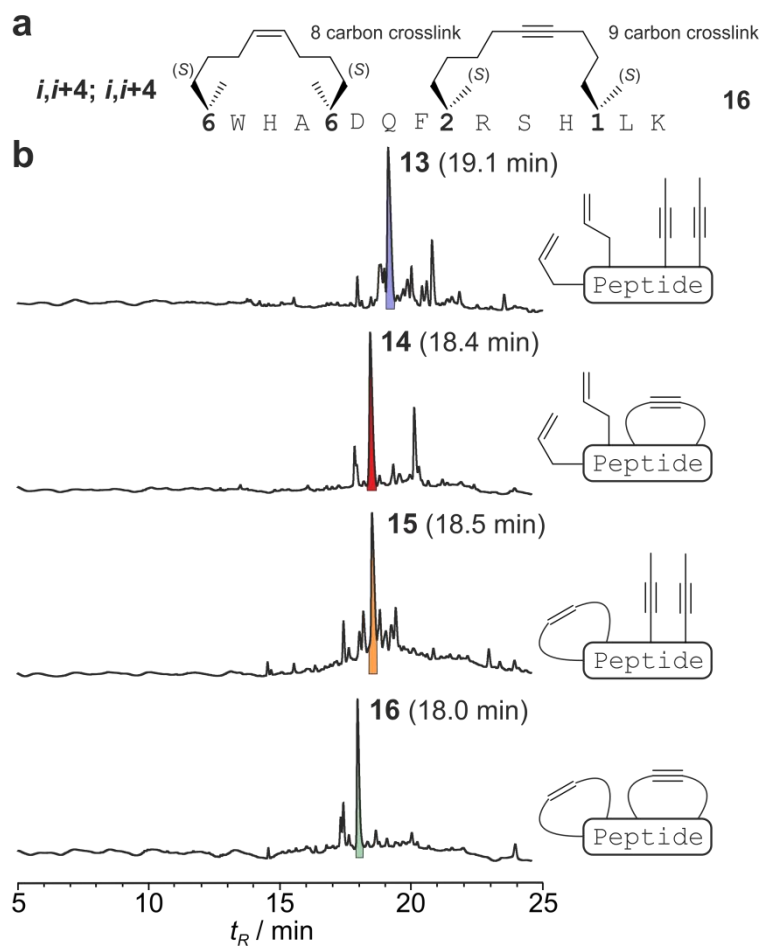 a
8 carbon crosslink
9 carbon crosslink
(S) (S) (S) (S)
i,i+4; i,i+4
16
6 W H A 6 D Q F 2 R S H 1 L K
b
13 (19.1 min)
Peptide
14 (18.4 min)
Peptide
15 (18.5 min)
Peptide
16 (18.0 min)
Peptide
5 10 15 20 25
tR / min